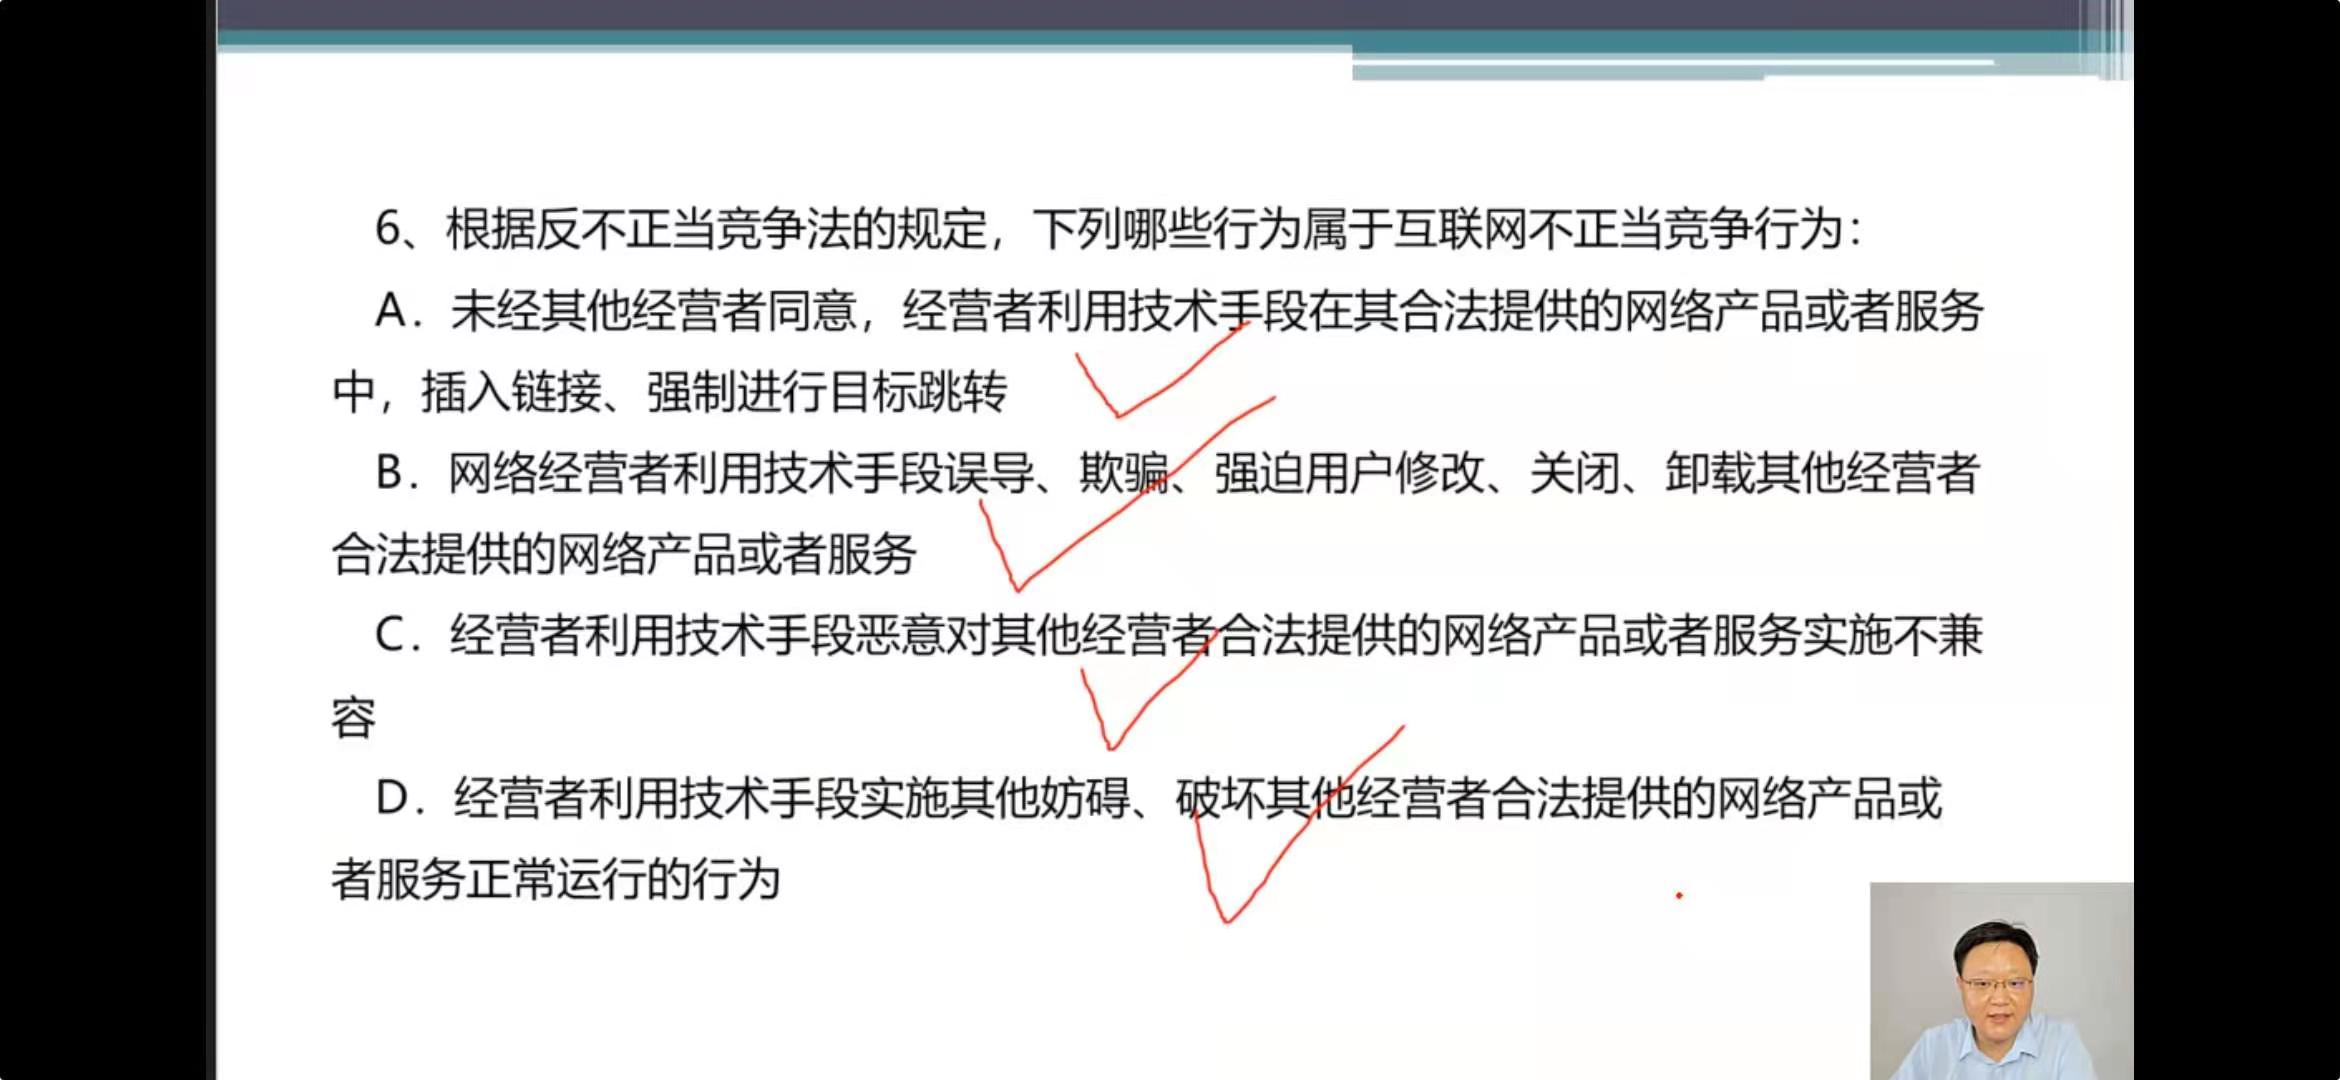 6、根据反不正当竞争法的规定，下列哪些行为属于互联网不正当竞争行为：
A．未经其他经营者同意，经营者利用技术手段在其合法提供的网络产品或者服务
中，插入链接、强制进行目标跳转
B．网络经营者利用技术手段误导、欺骗、强迫用户修改、关闭、卸载其他经营者
合法提供的网络产品或者服务
C．经营者利用技术手段恶意对其他经营者合法提供的网络产品或者服务实施不兼
容
D．经营者利用技术手段实施其他妨碍、破坏其他经营者合法提供的网络产品或
者服务正常运行的行为